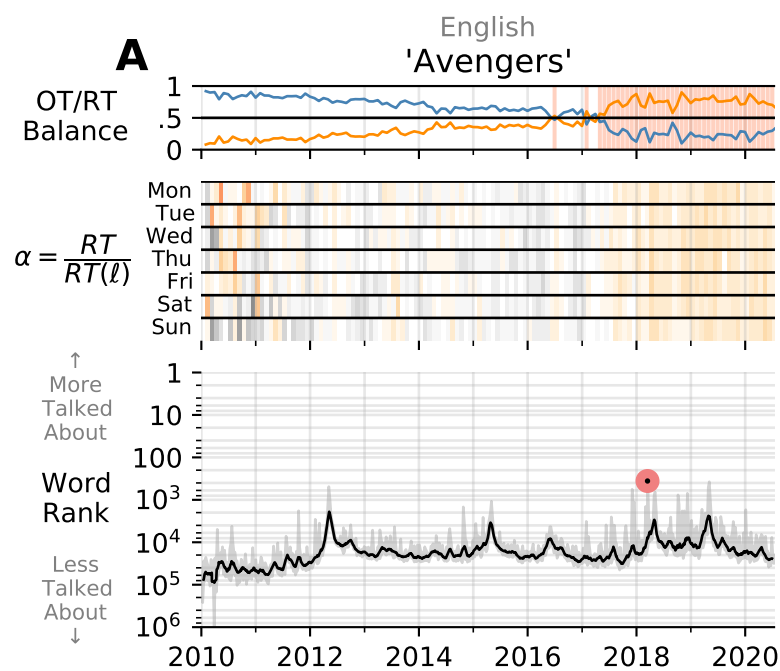 English
A 'Avengers'
OT/RT
Balance
1
.5
0
Mon
Tue
Wed
Thu
Fri
Sat
Sun
α = RT / RT(ℓ)
↑
More
Talked
About
Word
Rank
Less
Talked
About
↓
1
10
100
10³
10⁴
10⁵
10⁶
2010 2012 2014 2016 2018 2020